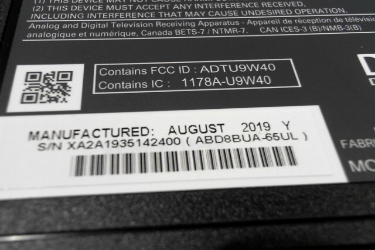 (2) THIS DEVICE MUST ACCEPT ANY INTERFERENCE,
INCLUDING INTERFERENCE THAT MAY CAUSE UNDESIRED OPERATION.
Analog and Digital Television Receiving Apparatus - Appareil de réception de télévision
analogique et numérique, Canada BETS-7 / NTMR-7. CAN ICES-3 (B)/NMB-3(B)
Contains FCC ID : ADTU9W40
Contains IC : 1178A-U9W40
MANUFACTURED: AUGUST 2019 Y
S/N XA2A1935142400 ( ABD8BUA-65UL )